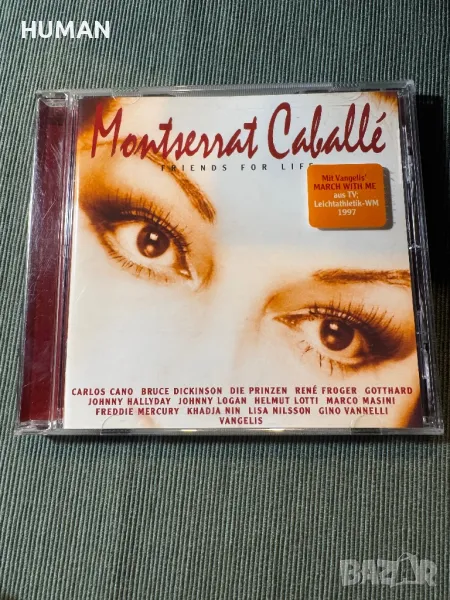 HUMAN
Montserrat Caballé
FRIENDS FOR LIFE
Mit Vangelis'
MARCH WITH ME
aus TV:
Leichtathletik-WM
1997
CARLOS CANO BRUCE DICKINSON DIE PRINZEN RENÉ FROGER GOTTHARD
JOHNNY HALLYDAY JOHNNY LOGAN HELMUT LOTTI MARCO MASINI
FREDDIE MERCURY KHADJA NIN LISA NILSSON GINO VANNELLI
VANGELIS
BAZAR